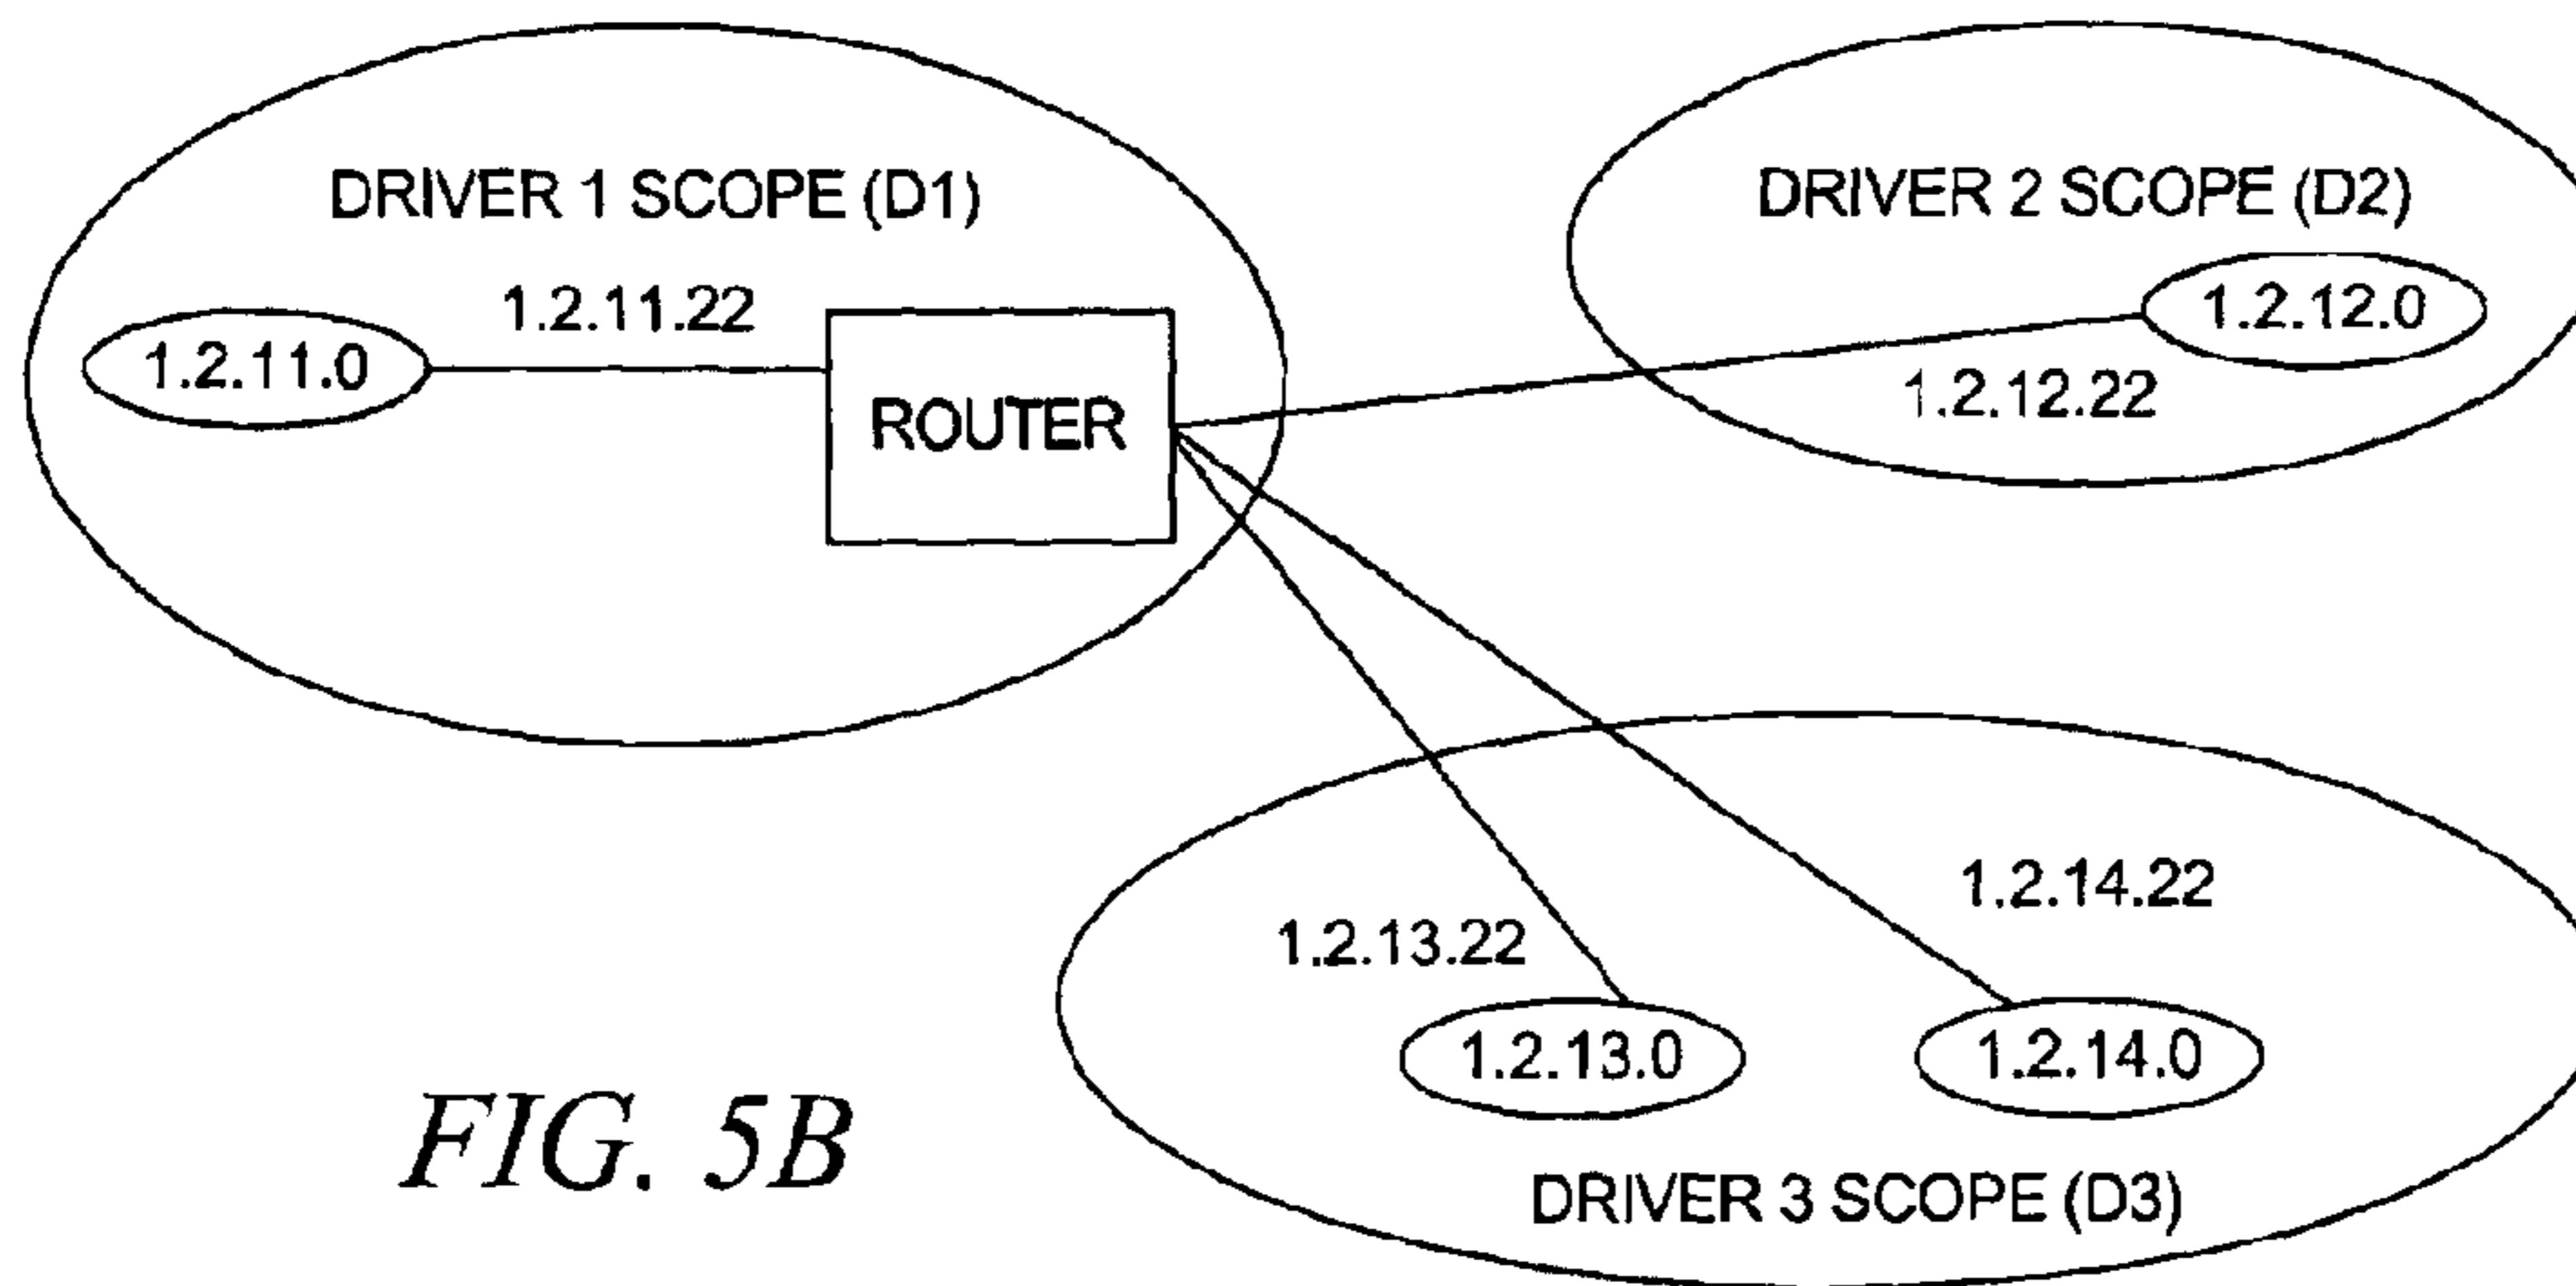 DRIVER 1 SCOPE (D1)
1.2.11.22
1.2.11.0
ROUTER
DRIVER 2 SCOPE (D2)
1.2.12.0
1.2.12.22
1.2.14.22
1.2.13.22
1.2.13.0
1.2.14.0
DRIVER 3 SCOPE (D3)
FIG. 5B